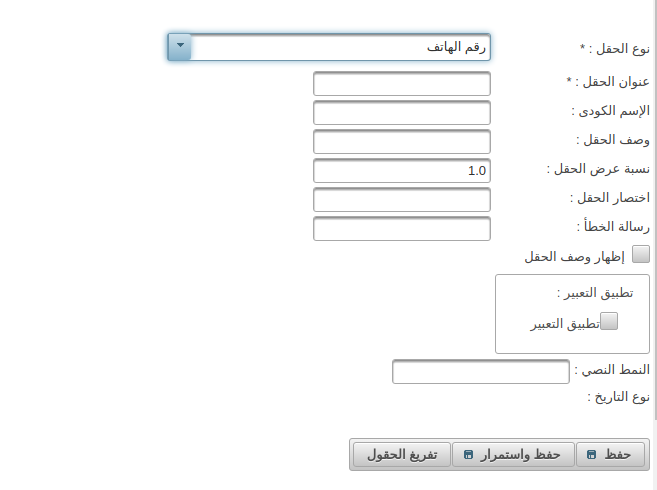 نوع الحقل : * رقم الهاتف
عنوان الحقل : *
الإسم الكودى :
وصف الحقل :
نسبة عرض الحقل : 1.0
اختصار الحقل :
رسالة الخطأ :
إظهار وصف الحقل
تطبيق التعبير :
تطبيق التعبير
النمط النصي :
نوع التاريخ :
حفظ حفظ واستمرار تفريغ الحقول